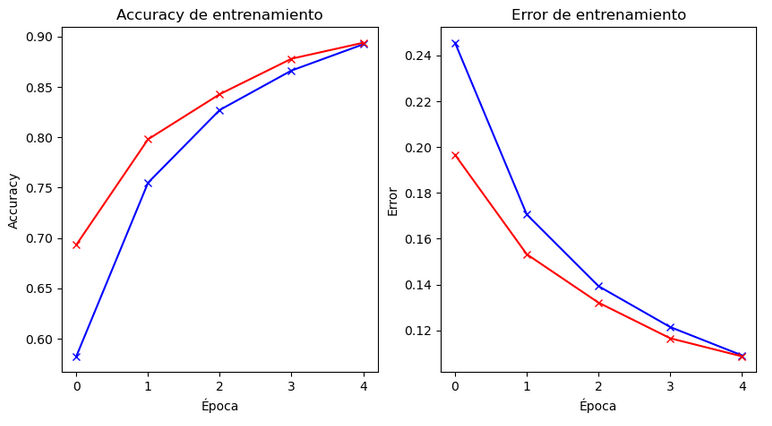 Accuracy de entrenamiento
Accuracy
0.90
0.85
0.80
0.75
0.70
0.65
0.60
0 1 2 3 4
Época
Error de entrenamiento
Error
0.24
0.22
0.20
0.18
0.16
0.14
0.12
0 1 2 3 4
Época